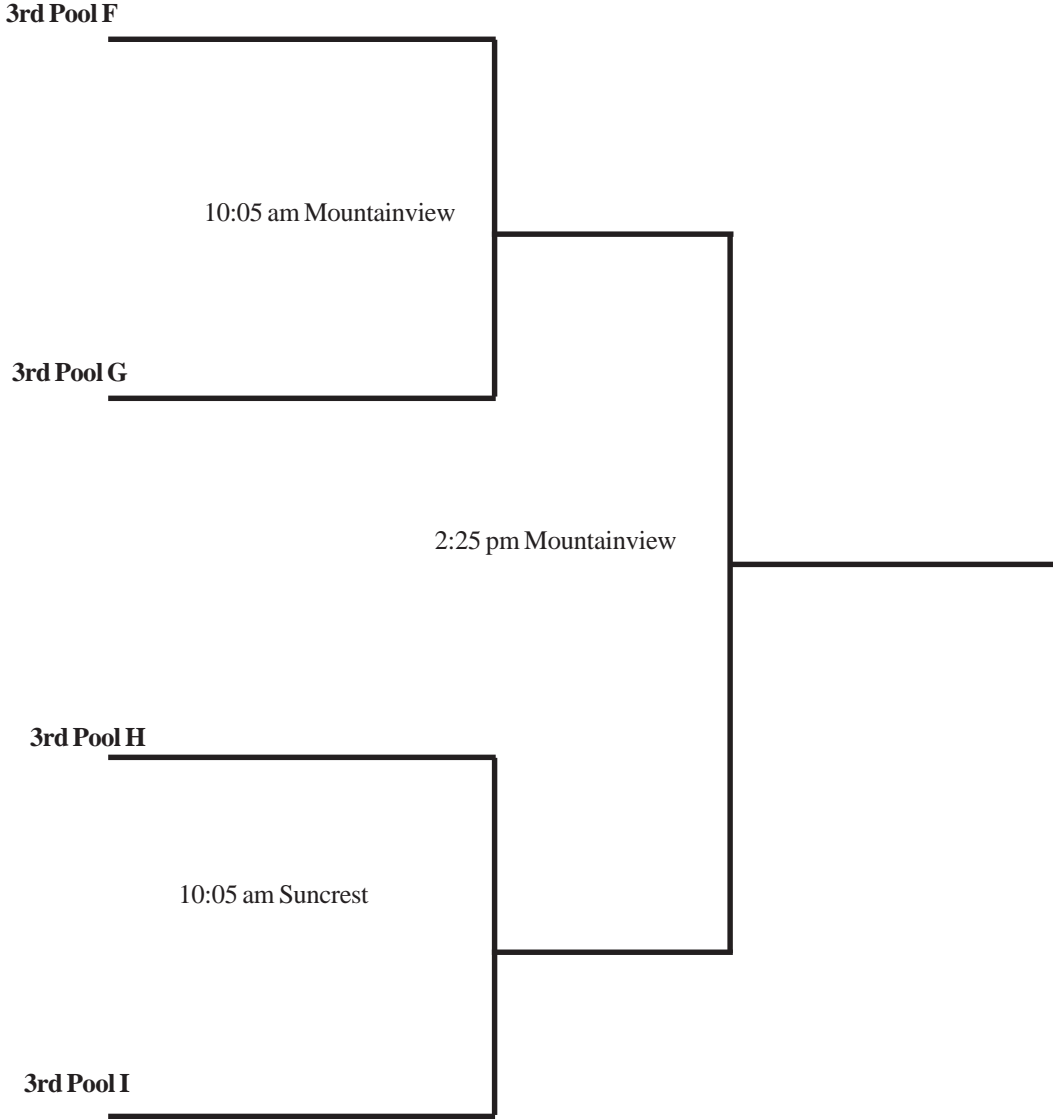 3rd Pool F
10:05 am Mountainview
3rd Pool G
2:25 pm Mountainview
3rd Pool H
10:05 am Suncrest
3rd Pool I